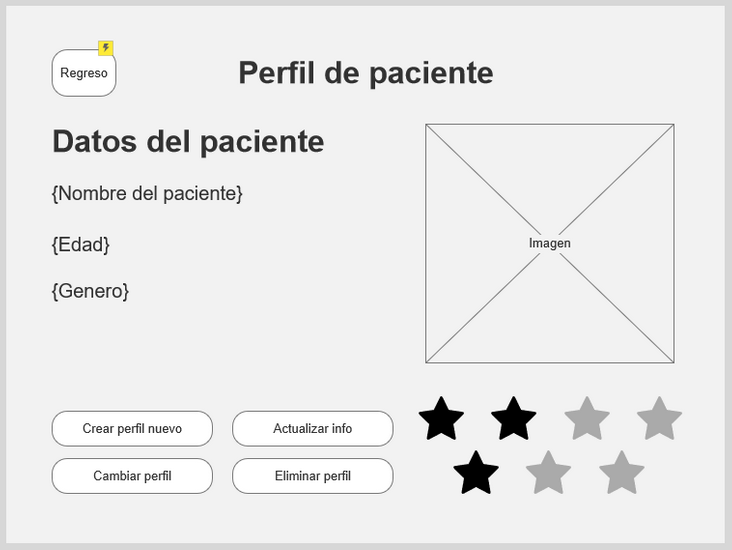 Regreso
Perfil de paciente
Datos del paciente
{Nombre del paciente}
{Edad}
{Genero}
Imagen
Crear perfil nuevo
Actualizar info
Cambiar perfil
Eliminar perfil